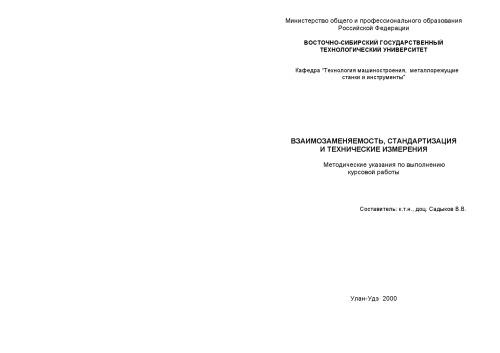 Министерство общего и профессионального образования
Российской Федерации
ВОСТОЧНО-СИБИРСКИЙ ГОСУДАРСТВЕННЫЙ
ТЕХНОЛОГИЧЕСКИЙ УНИВЕРСИТЕТ
Кафедра "Технология машиностроения, металлорежущие
станки и инструменты"
ВЗАИМОЗАМЕНЯЕМОСТЬ, СТАНДАРТИЗАЦИЯ
И ТЕХНИЧЕСКИЕ ИЗМЕРЕНИЯ
Методические указания по выполнению
курсовой работы
Составитель: к.т.н., доц. Садыков В.В.
Улан-Удэ 2000